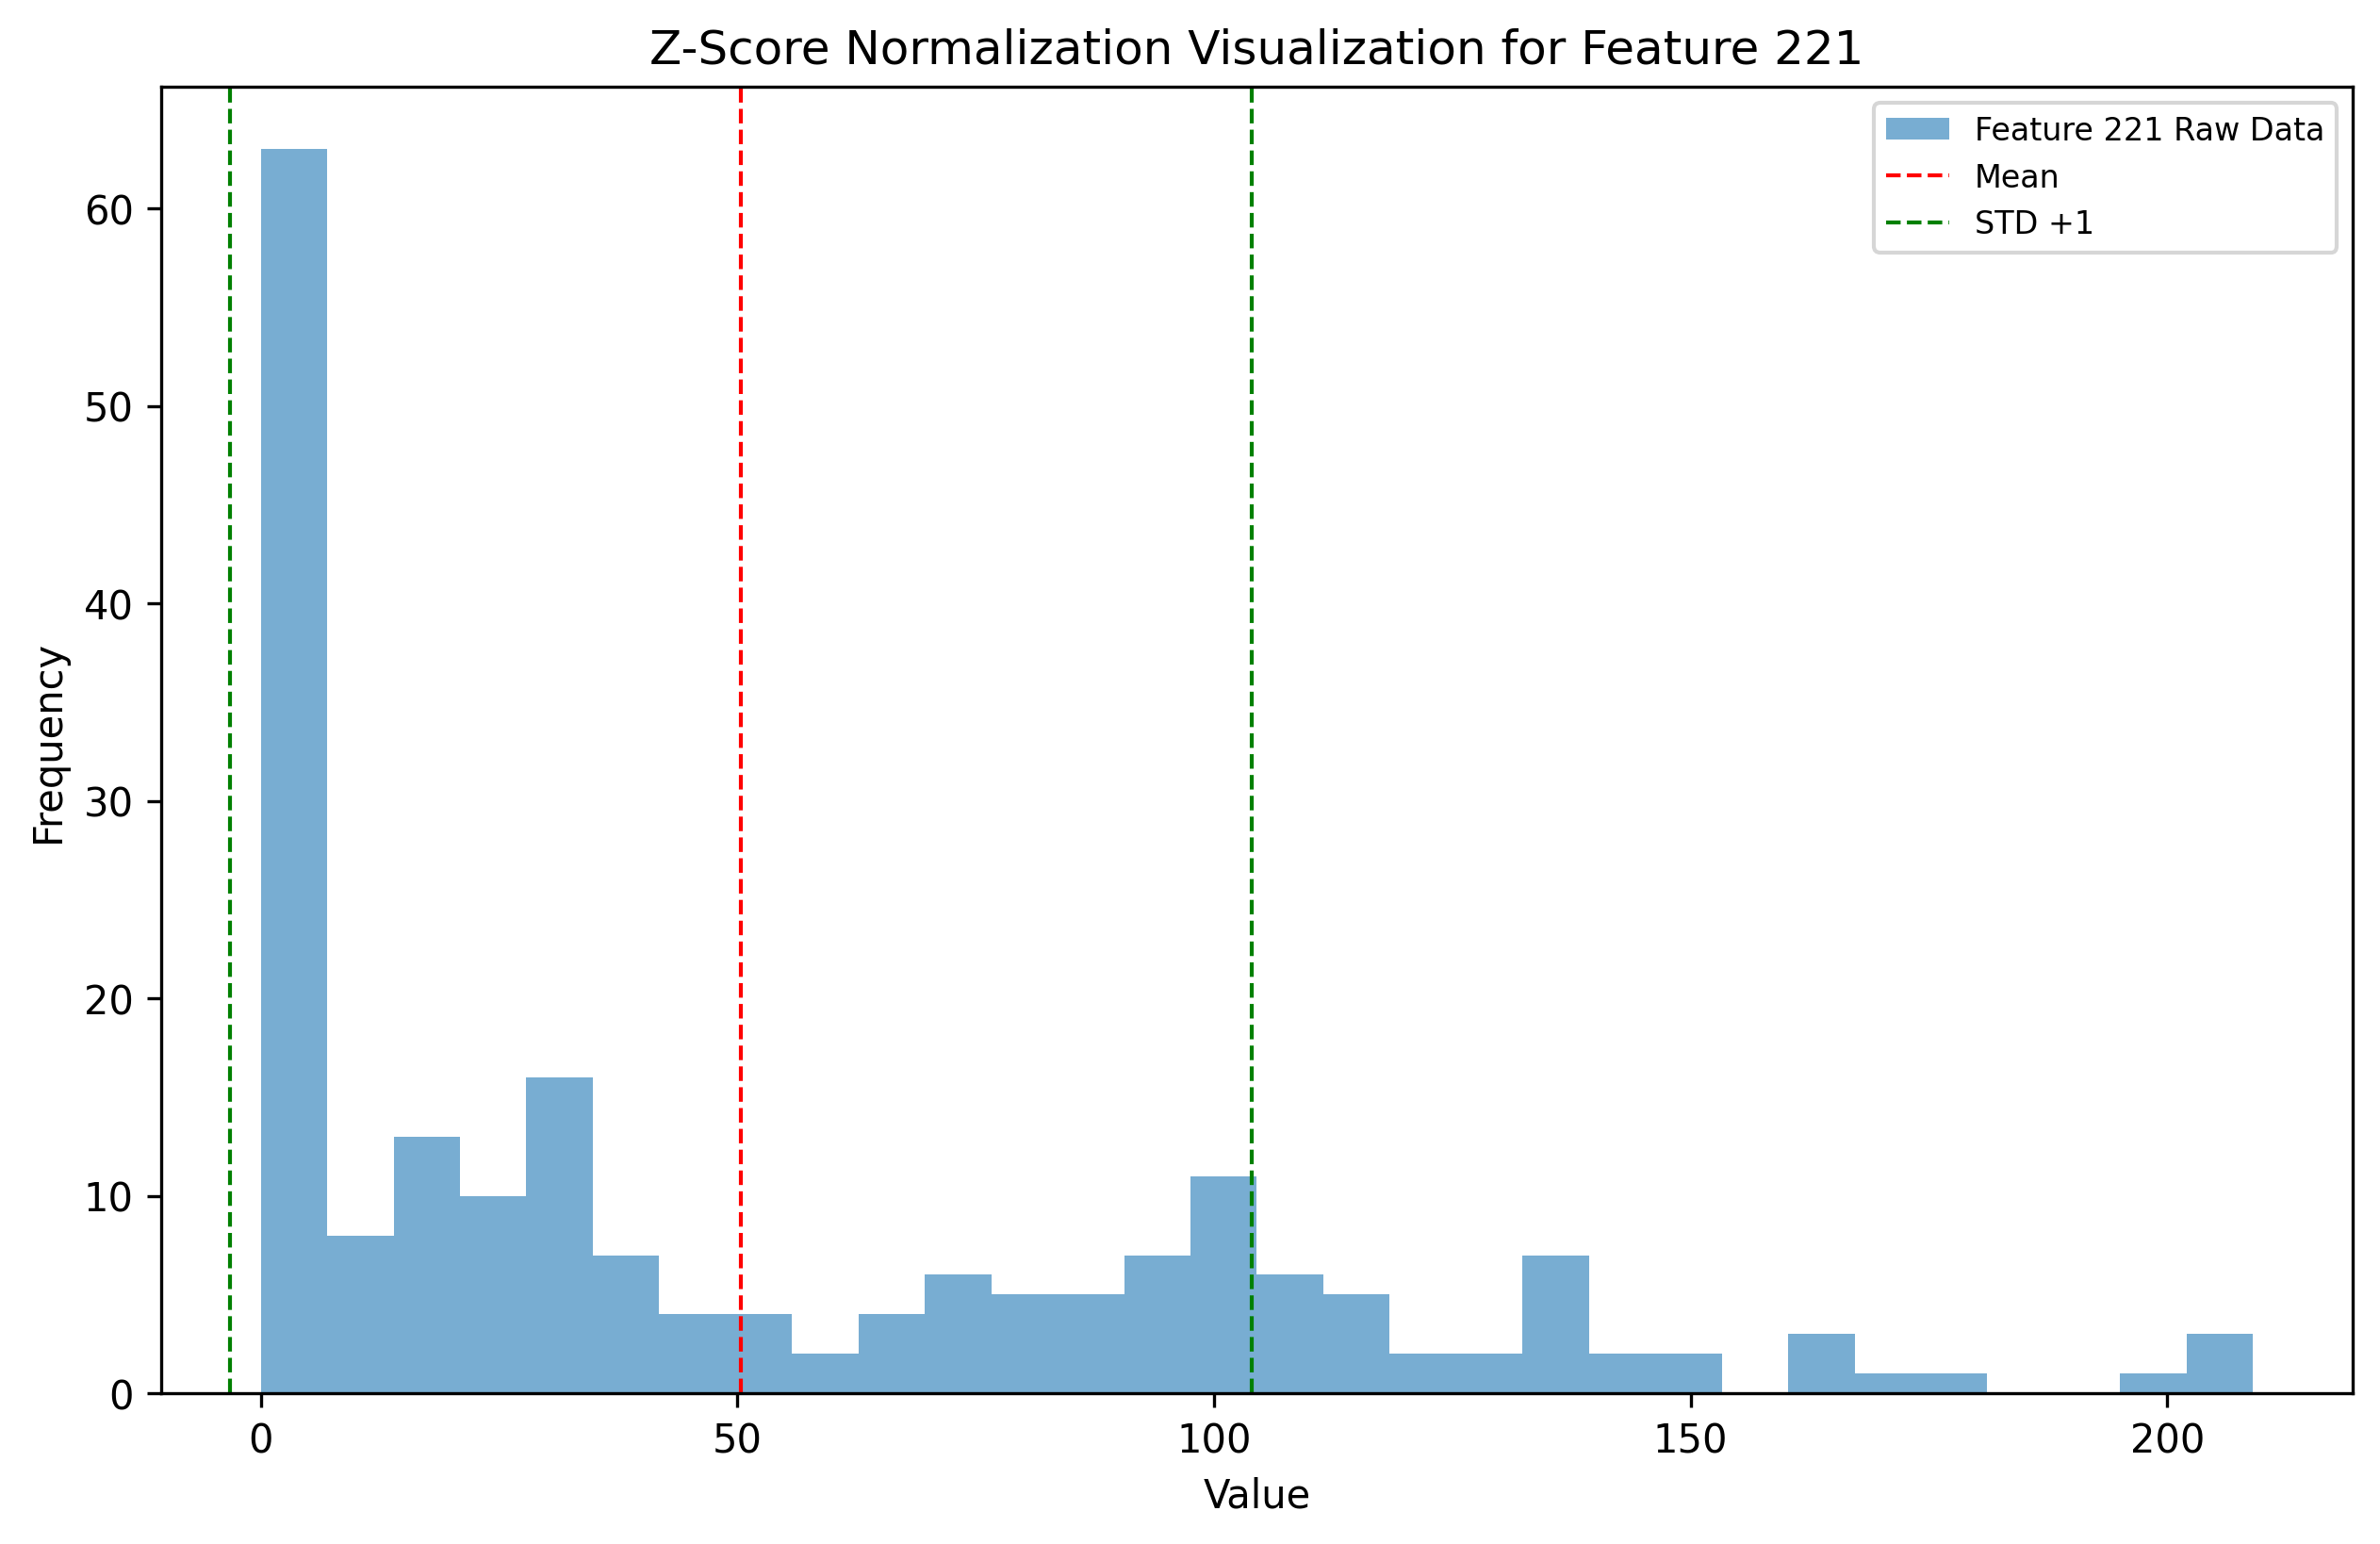 Z-Score Normalization Visualization for Feature 221
Feature 221 Raw Data
Mean
STD +1
60
50
40
30
20
10
0
Frequency
0 50 100 150 200
Value